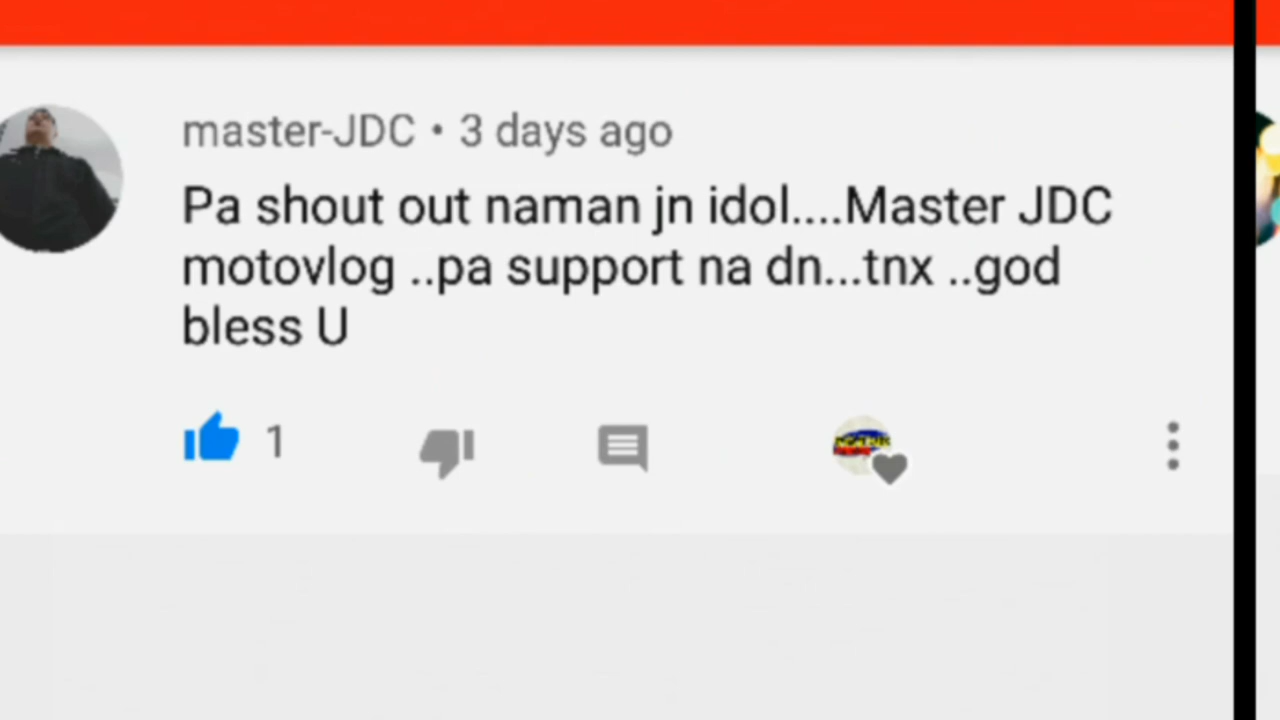 master-JDC • 3 days ago
Pa shout out naman jn idol....Master JDC
motovlog ..pa support na dn...tnx ..god
bless U
1